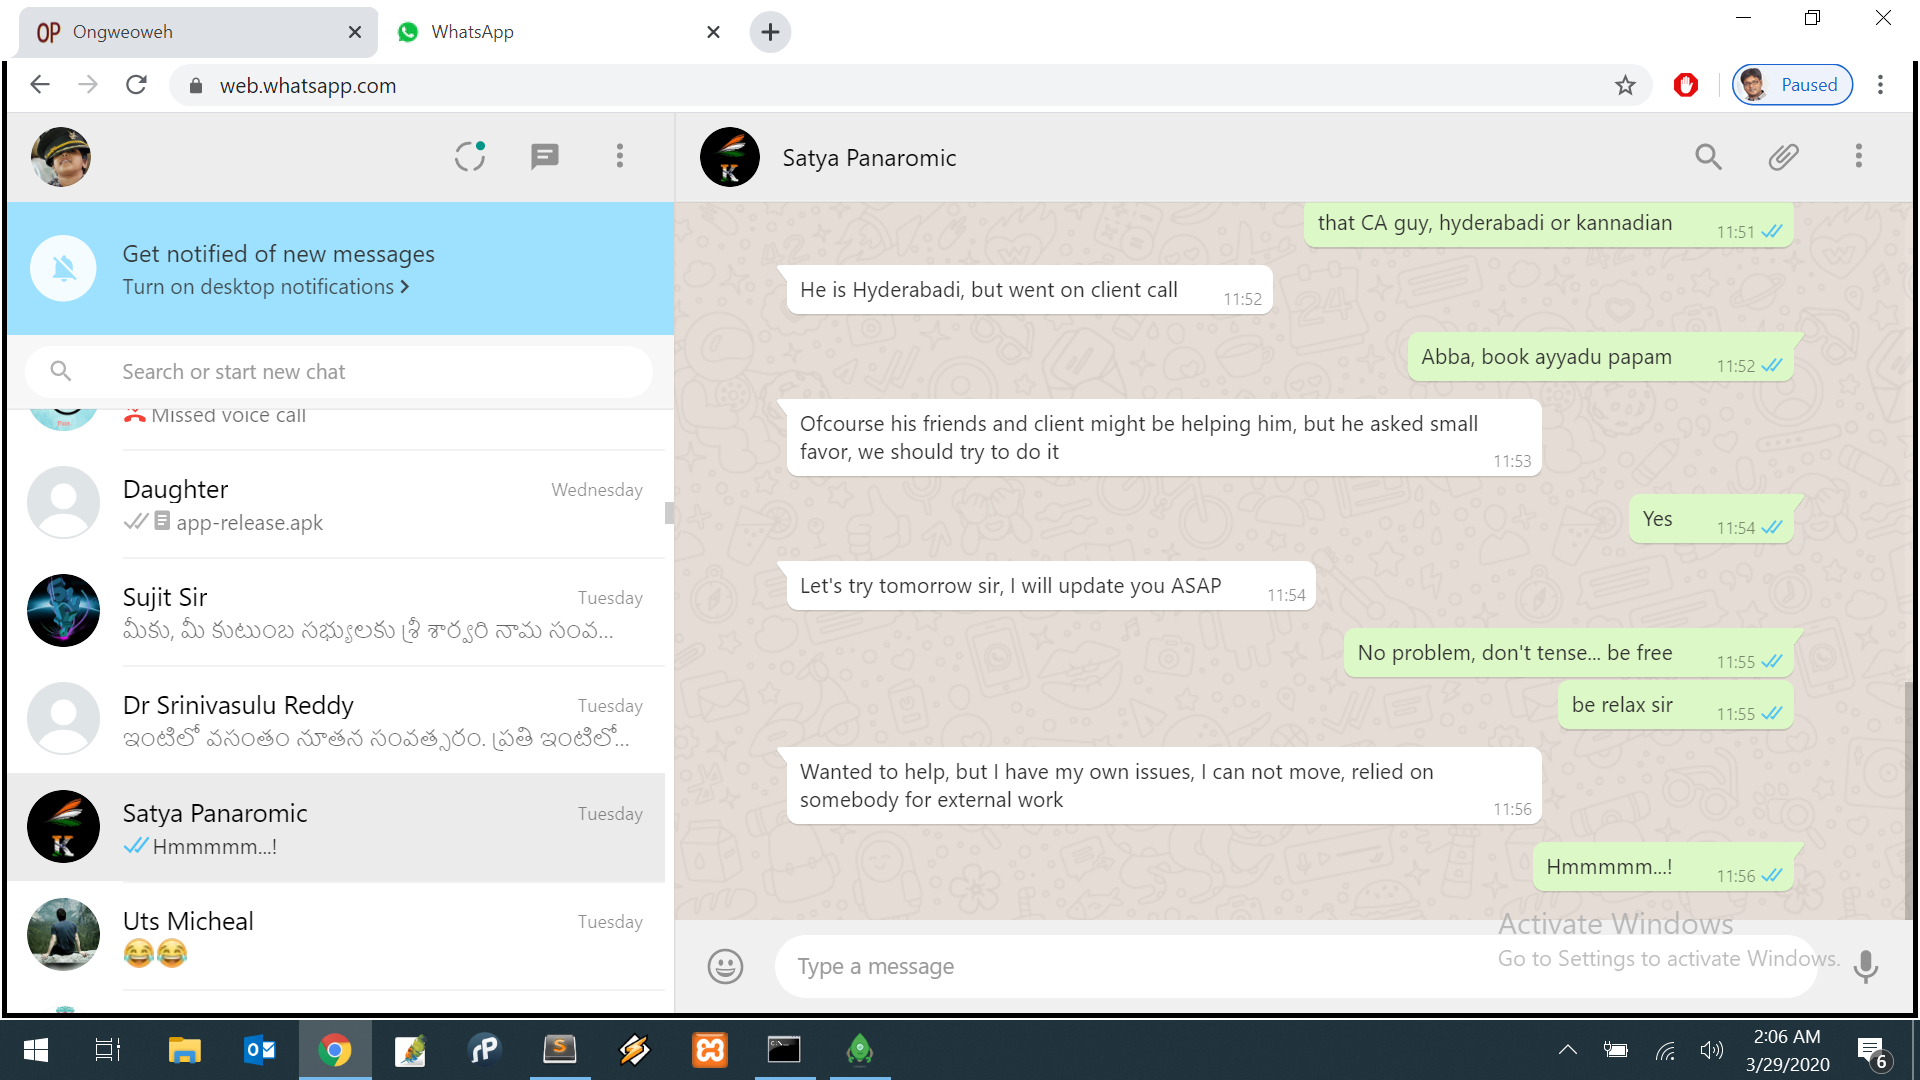 OP Ongweoweh
WhatsApp
web.whatsapp.com
Paused
Get notified of new messages
Turn on desktop notifications
Search or start new chat
Missed voice call
Daughter
Wednesday
app-release.apk
Sujit Sir
Tuesday
మీకు, మీ కుటుంబ సభ్యులకు శ్రీ శార్వరి నామ సంవ...
Dr Srinivasulu Reddy
Tuesday
ఇంటిలో వసంతం నూతన సంవత్సరం. ప్రతి ఇంటిలో...
Satya Panaromic
Tuesday
Hmmmmm...!
Uts Micheal
Tuesday
😂😂
Satya Panaromic
that CA guy, hyderabadi or kannadian
11:51
He is Hyderabadi, but went on client call
11:52
Abba, book ayyadu papam
11:52
Ofcourse his friends and client might be helping him, but he asked small
favor, we should try to do it
11:53
Yes
11:54
Let's try tomorrow sir, I will update you ASAP
11:54
No problem, don't tense... be free
11:55
be relax sir
11:55
Wanted to help, but I have my own issues, I can not move, relied on
somebody for external work
11:56
Hmmmmm...!
11:56
Activate Windows
Go to Settings to activate Windows.
Type a message
2:06 AM
3/29/2020
6